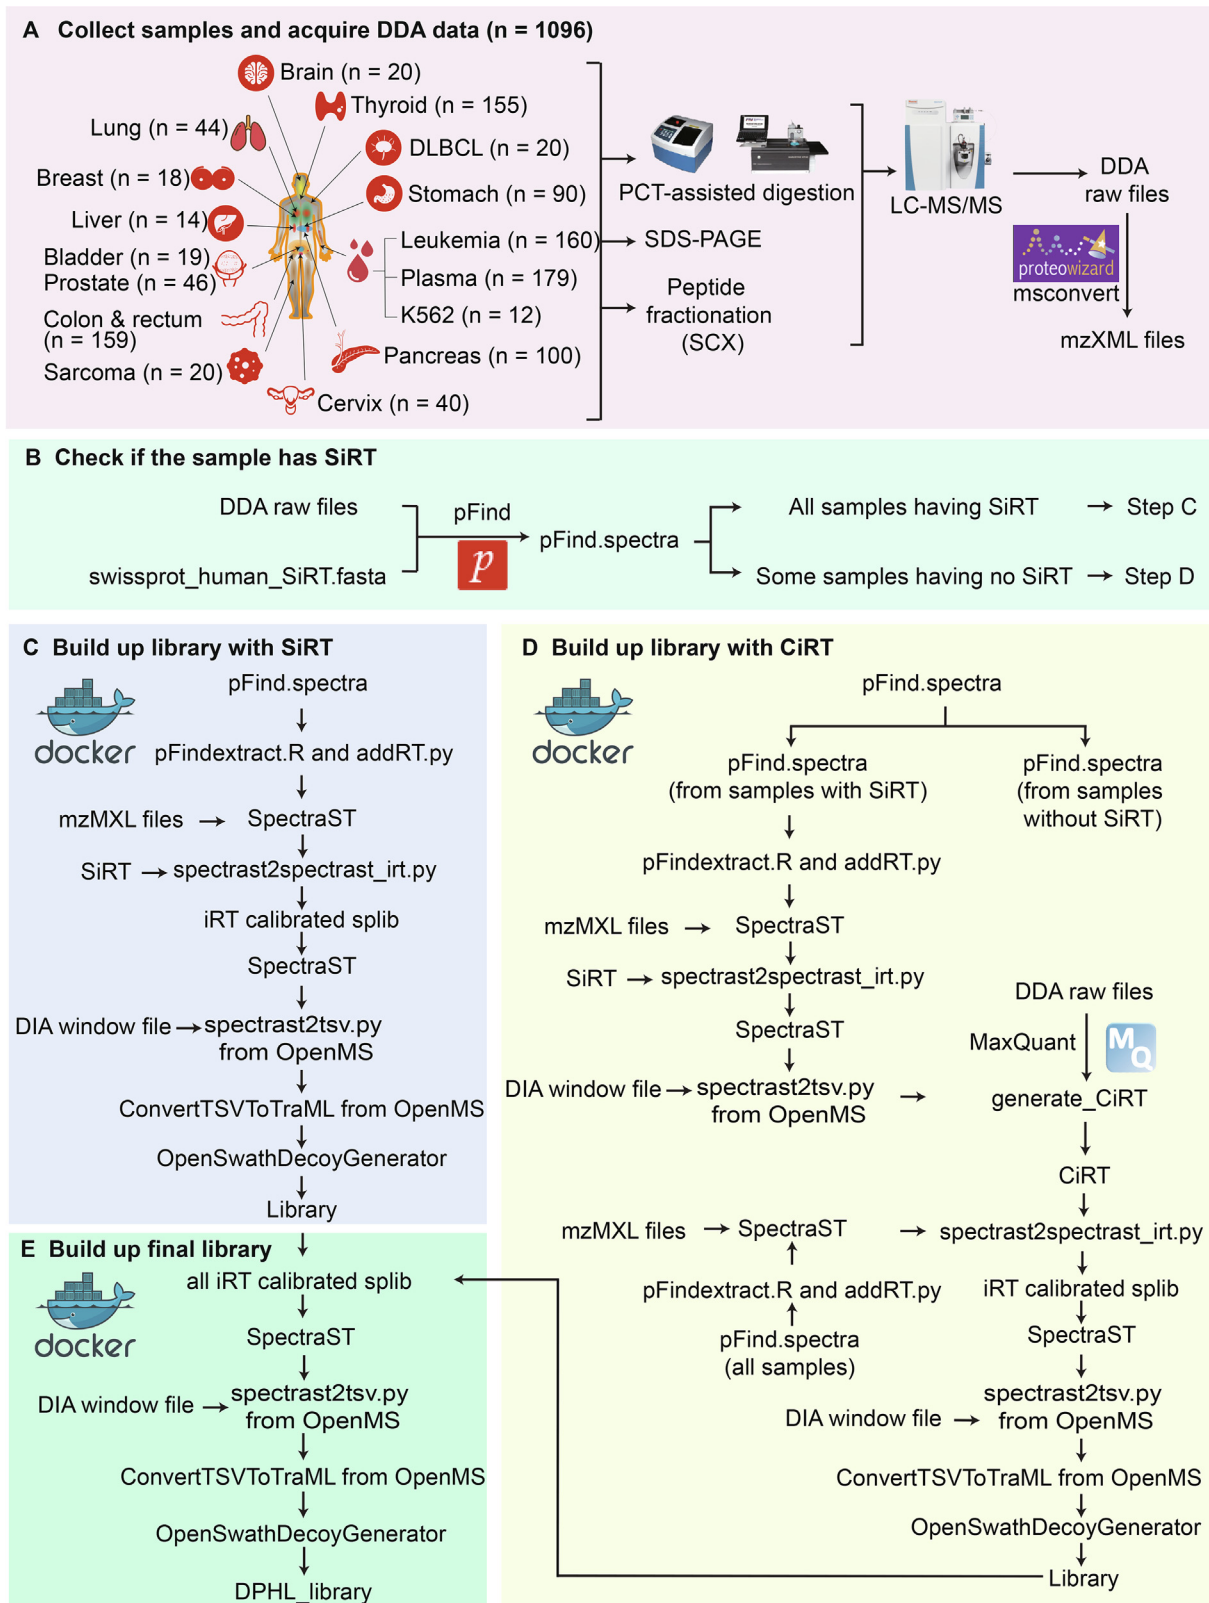 A Collect samples and acquire DDA data (n = 1096)
Brain (n = 20)
Thyroid (n = 155)
Lung (n = 44)
DLBCL (n = 20)
Breast (n = 18)
Stomach (n = 90)
Liver (n = 14)
Leukemia (n = 160)
Bladder (n = 19)
Plasma (n = 179)
Prostate (n = 46)
K562 (n = 12)
Colon & rectum
(n = 159)
Pancreas (n = 100)
Sarcoma (n = 20)
Cervix (n = 40)
PCT-assisted digestion
SDS-PAGE
Peptide
fractionation
(SCX)
LC-MS/MS
DDA
raw files
proteowizard
msconvert
mzXML files
B Check if the sample has SiRT
DDA raw files
swissprot_human_SiRT.fasta
pFind
p
pFind.spectra
All samples having SiRT
Step C
Some samples having no SiRT
Step D
C Build up library with SiRT
docker
pFind.spectra
pFindextract.R and addRT.py
mzMXL files
SpectraST
SiRT
spectrast2spectrast_irt.py
iRT calibrated splib
SpectraST
DIA window file
spectrast2tsv.py
from OpenMS
ConvertTSVToTraML from OpenMS
OpenSwathDecoyGenerator
Library
D Build up library with CiRT
docker
pFind.spectra
pFind.spectra
(from samples with SiRT)
pFind.spectra
(from samples
without SiRT)
pFindextract.R and addRT.py
mzMXL files
SpectraST
SiRT
spectrast2spectrast_irt.py
SpectraST
DIA window file
spectrast2tsv.py
from OpenMS
DDA raw files
MaxQuant
MQ
generate_CiRT
CiRT
mzMXL files
SpectraST
spectrast2spectrast_irt.py
pFindextract.R and addRT.py
pFind.spectra
(all samples)
iRT calibrated splib
SpectraST
DIA window file
spectrast2tsv.py
from OpenMS
ConvertTSVToTraML from OpenMS
OpenSwathDecoyGenerator
Library
E Build up final library
docker
all iRT calibrated splib
SpectraST
DIA window file
spectrast2tsv.py
from OpenMS
ConvertTSVToTraML from OpenMS
OpenSwathDecoyGenerator
DPHL_library